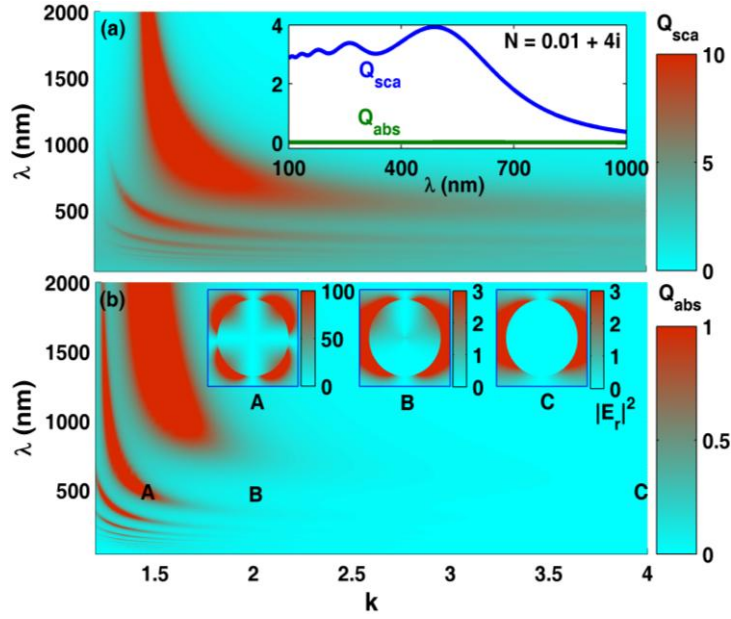 (a)
2000
1500
1000
500
λ (nm)
4
2
0
100
400
700
1000
λ (nm)
N = 0.01 + 4i
Q_sca
Q_abs
Q_sca
10
5
0
(b)
2000
1500
1000
500
λ (nm)
100
50
0
A
3
2
1
0
B
3
2
1
0
C
|E_r|^2
A
B
C
Q_abs
1
0.5
0
1.5
2
2.5
3
3.5
4
k